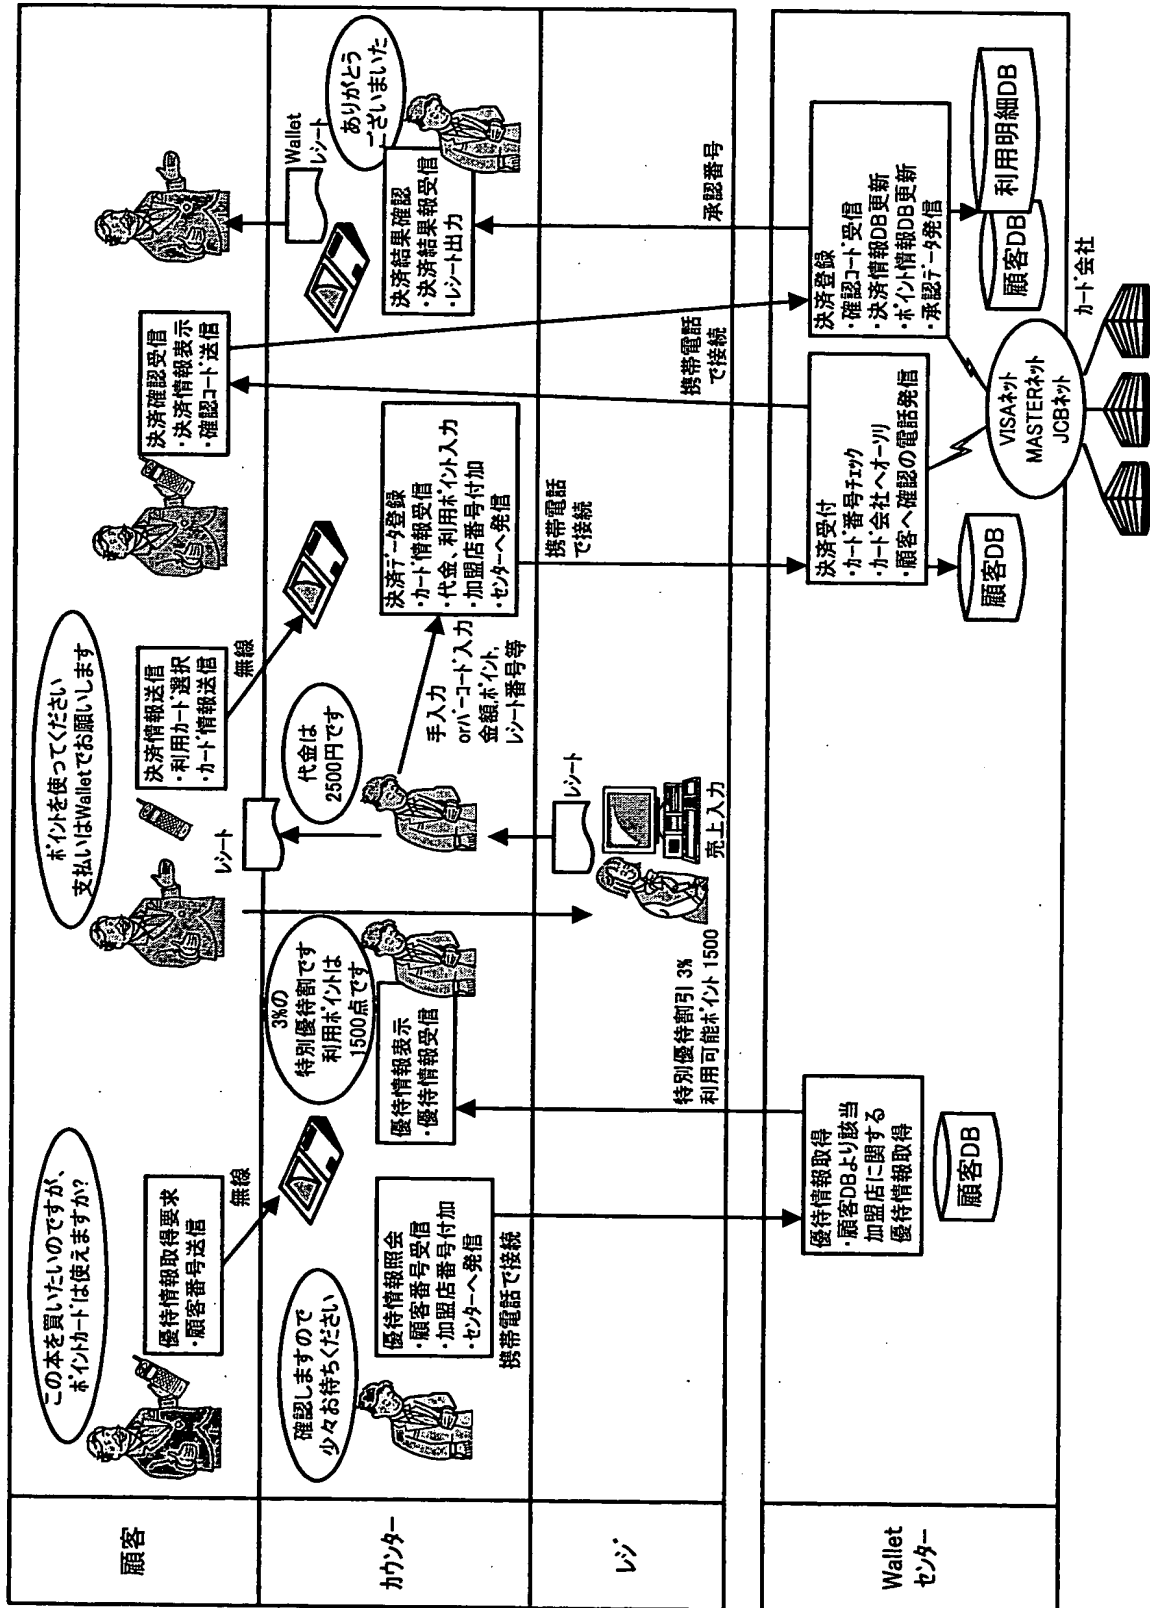 顧客
カウンター
レジ
Wallet
センター
この本を買いたいのですが、
ポイントカードは使えますか?
優待情報取得要求
・顧客番号送信
無線
確認しますので
少々お待ちください
優待情報照会
・顧客番号受信
・加盟店番号付加
・センターへ発信
携帯電話で接続
優待情報取得
・顧客DBより該当
加盟店に関する
優待情報取得
顧客DB
特別優待割引 3%
利用可能ポイント 1500
優待情報表示
・優待情報受信
3%の
特別優待割です
利用ポイントは
1500点です
ポイントを使ってください
支払いはWalletでお願いします
売上入力
レシート
レシート
代金は
2500円です
決済情報送信
・利用カード選択
・カード情報送信
無線
手入力
orバーコード入力
金額,ポイント,
レシート番号等
決済データ登録
・カード情報受信
・代金、利用ポイント入力
・加盟店番号付加
・センターへ発信
携帯電話
で接続
決済受付
・カード番号チェック
・カード会社へオーソリ
・顧客へ確認の電話発信
顧客DB
VISAネット
MASTERネット
JCBネット
カード会社
携帯電話
で接続
決済確認受信
・決済情報表示
・確認コード送信
決済登録
・確認コード受信
・決済情報DB更新
・ポイント情報DB更新
・承認データ発信
顧客DB
利用明細DB
承認番号
決済結果確認
・決済結果報受信
・レシート出力
Wallet
レシート
ありがとう
ございまいた